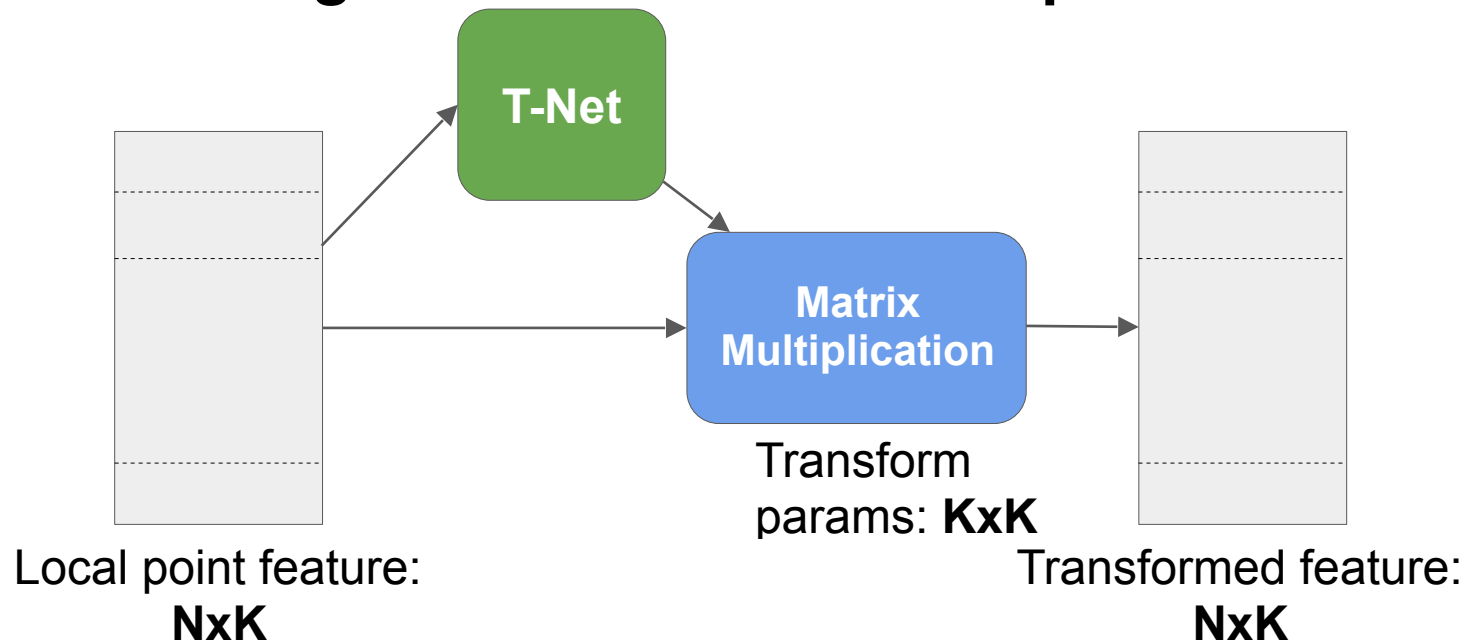 T-Net
Matrix
Multiplication
Transform
params: KxK
Local point feature:
NxK
Transformed feature:
NxK